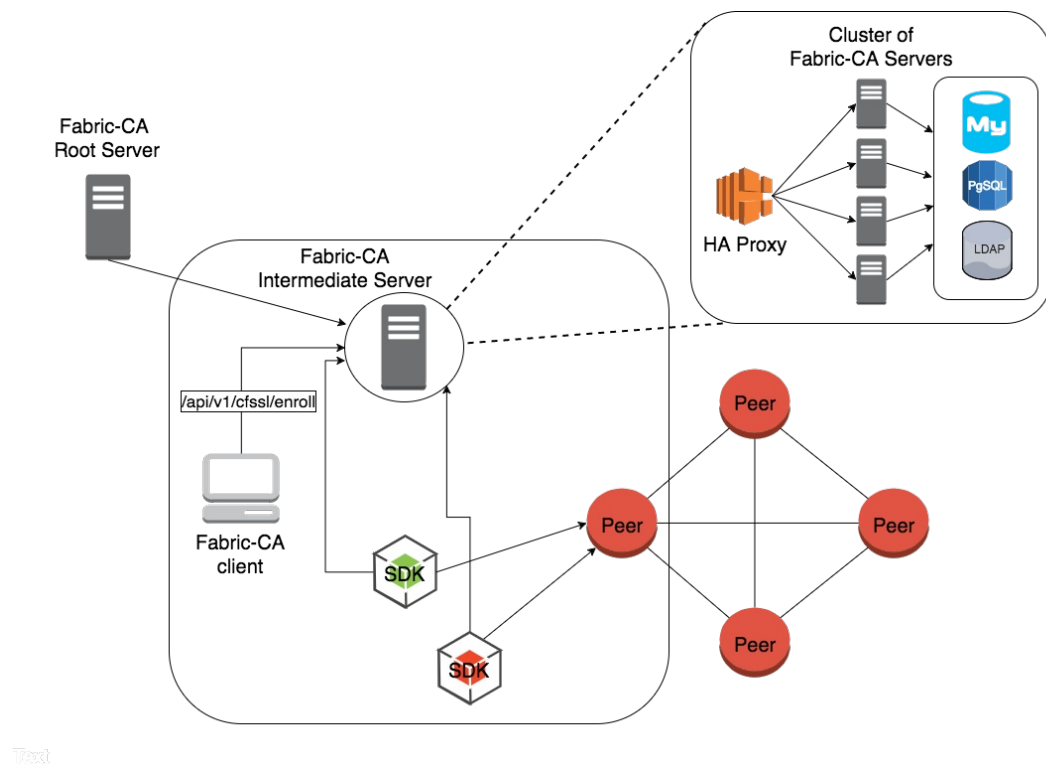 Cluster of
Fabric-CA Servers
My
PgSQL
LDAP
HA Proxy
Fabric-CA
Root Server
Fabric-CA
Intermediate Server
/api/v1/cfssl/enroll
Fabric-CA
client
SDK
SDK
Peer
Peer
Peer
Peer
Text